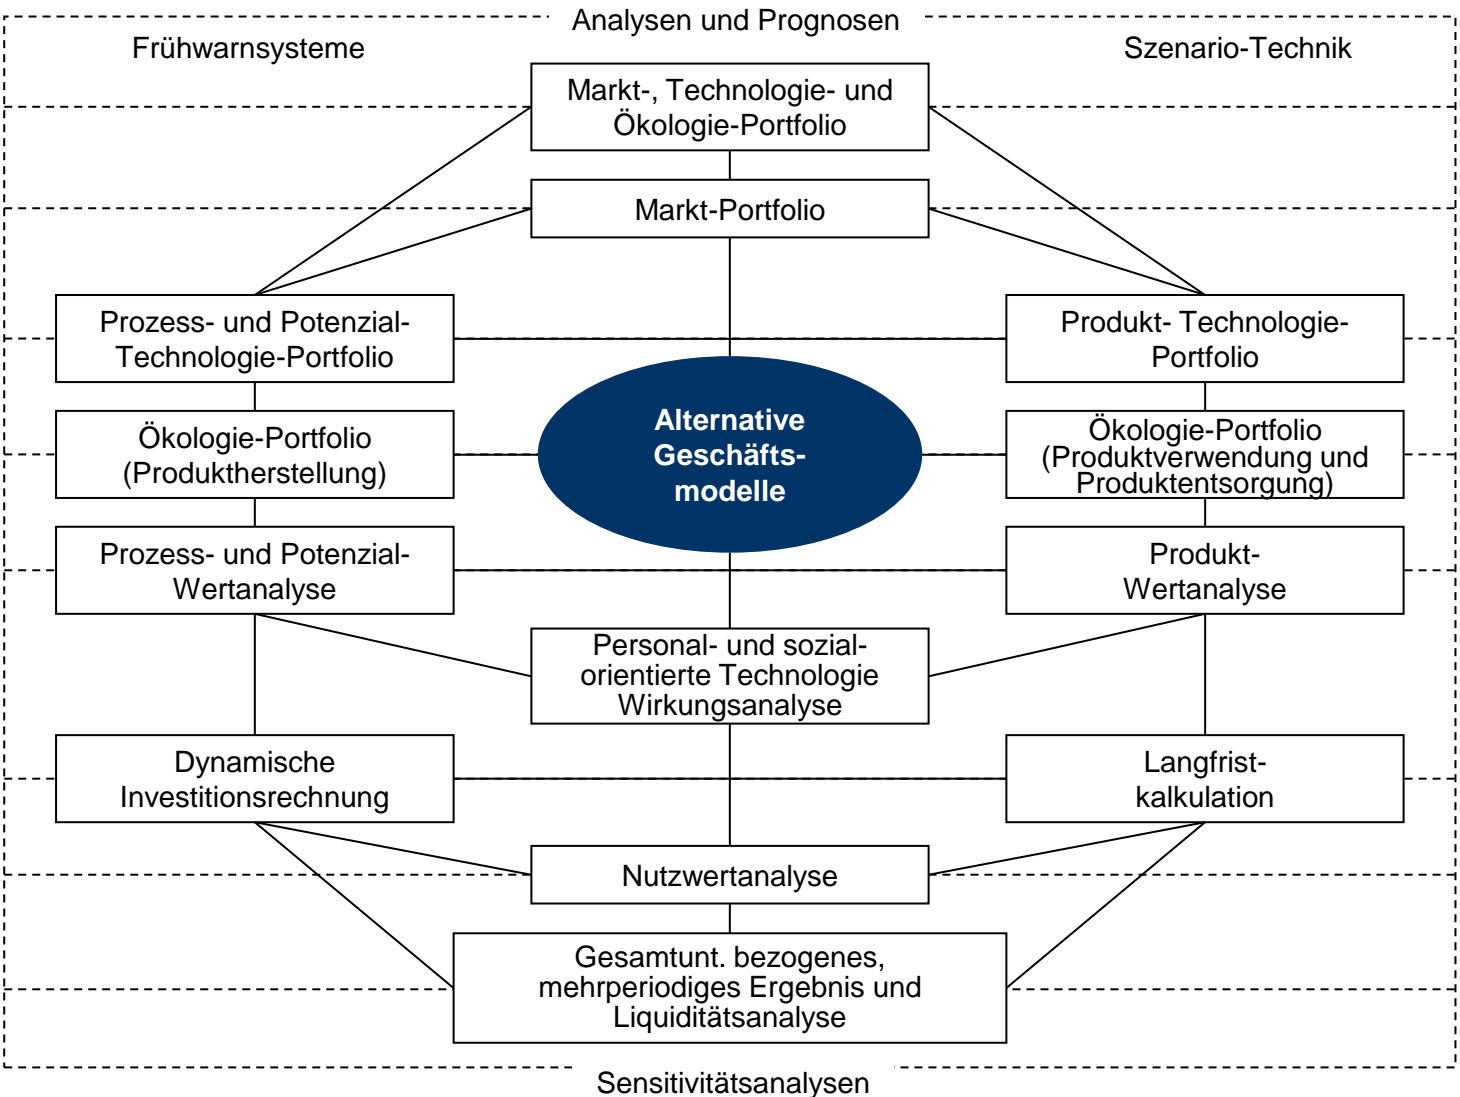 Analysen und Prognosen
Frühwarnsysteme
Szenario-Technik
Markt-, Technologie- und
Ökologie-Portfolio
Markt-Portfolio
Prozess- und Potenzial-
Technologie-Portfolio
Produkt- Technologie-
Portfolio
Alternative
Geschäfts-
modelle
Ökologie-Portfolio
(Produktherstellung)
Ökologie-Portfolio
(Produktverwendung und
Produktentsorgung)
Prozess- und Potenzial-
Wertanalyse
Produkt-
Wertanalyse
Personal- und sozial-
orientierte Technologie
Wirkungsanalyse
Dynamische
Investitionsrechnung
Langfrist-
kalkulation
Nutzwertanalyse
Gesamtunt. bezogenes,
mehrperiodiges Ergebnis und
Liquiditätsanalyse
Sensitivitätsanalysen